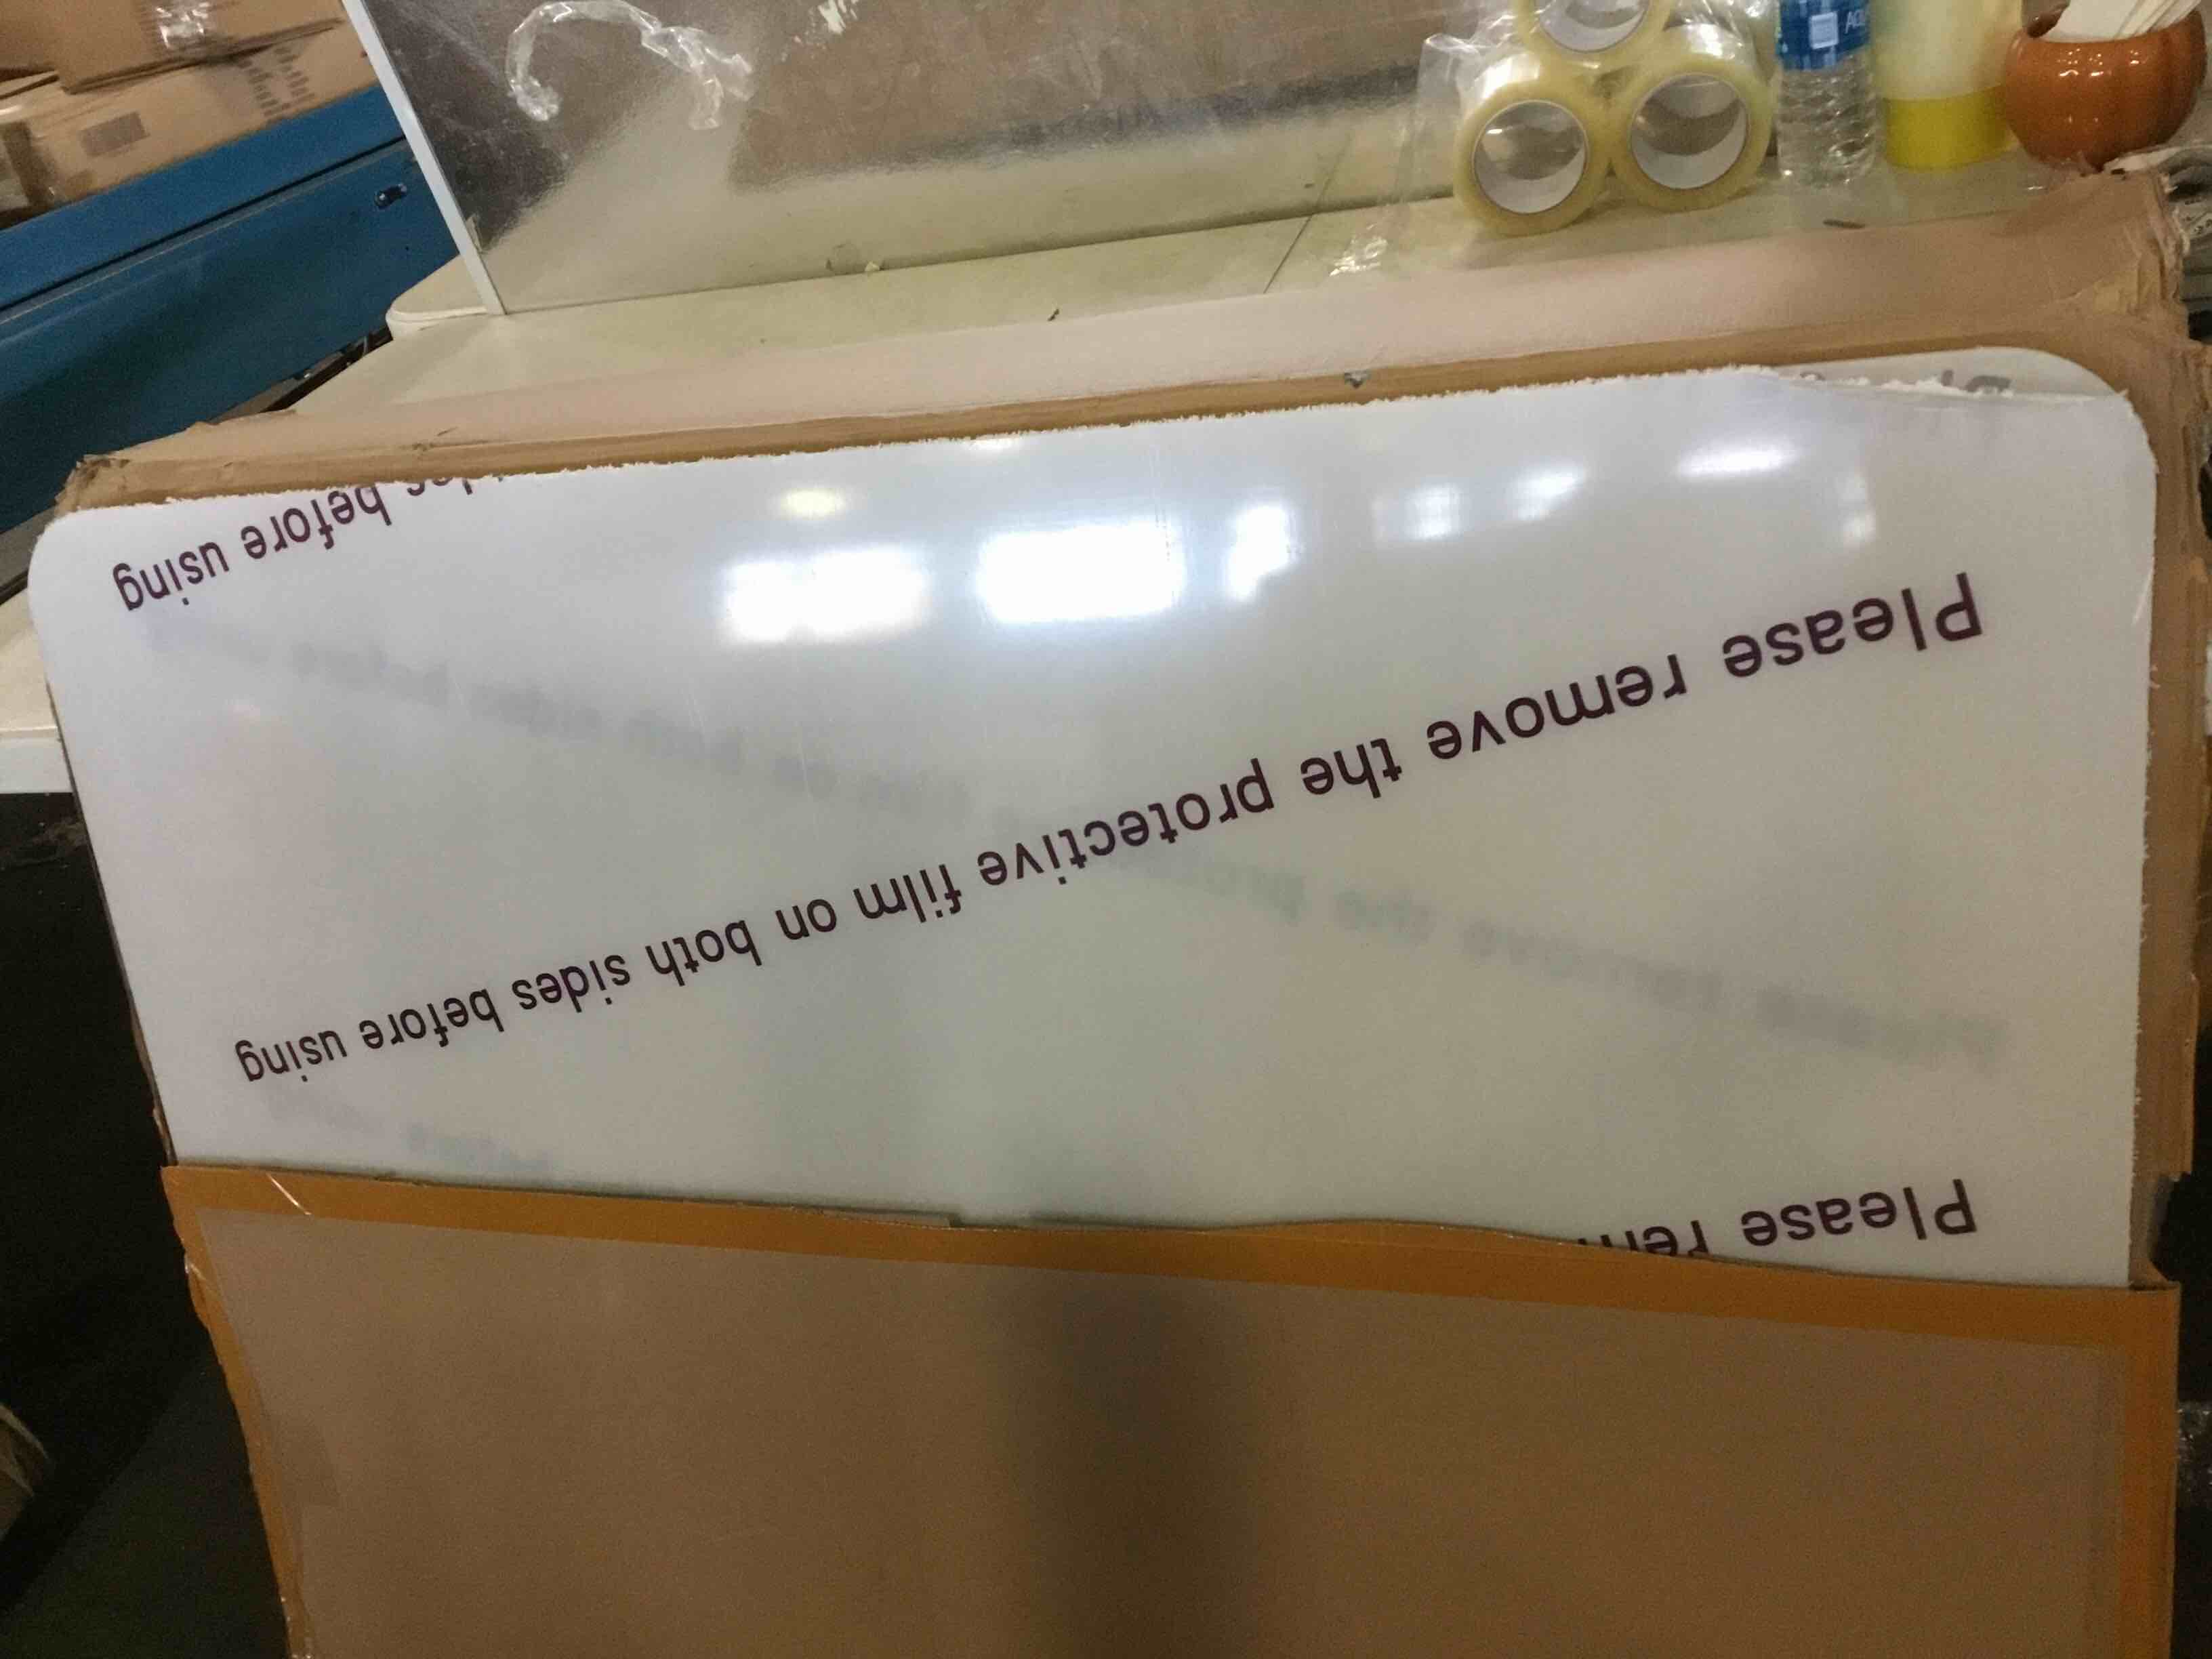 Please
Please remove the protective film on both sides before using
before using